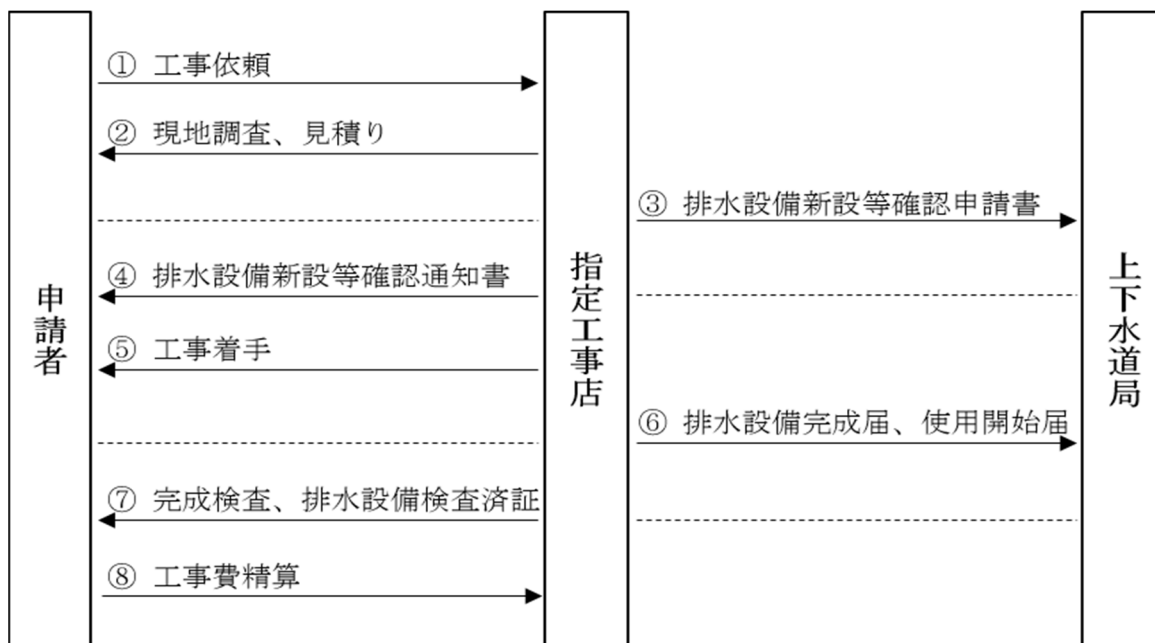 ① 工事依頼
② 現地調査、見積り
③ 排水設備新設等確認申請書
④ 排水設備新設等確認通知書
⑤ 工事着手
⑥ 排水設備完成届、使用開始届
⑦ 完成検査、排水設備検査済証
⑧ 工事費精算
申請者
指定工事店
上下水道局